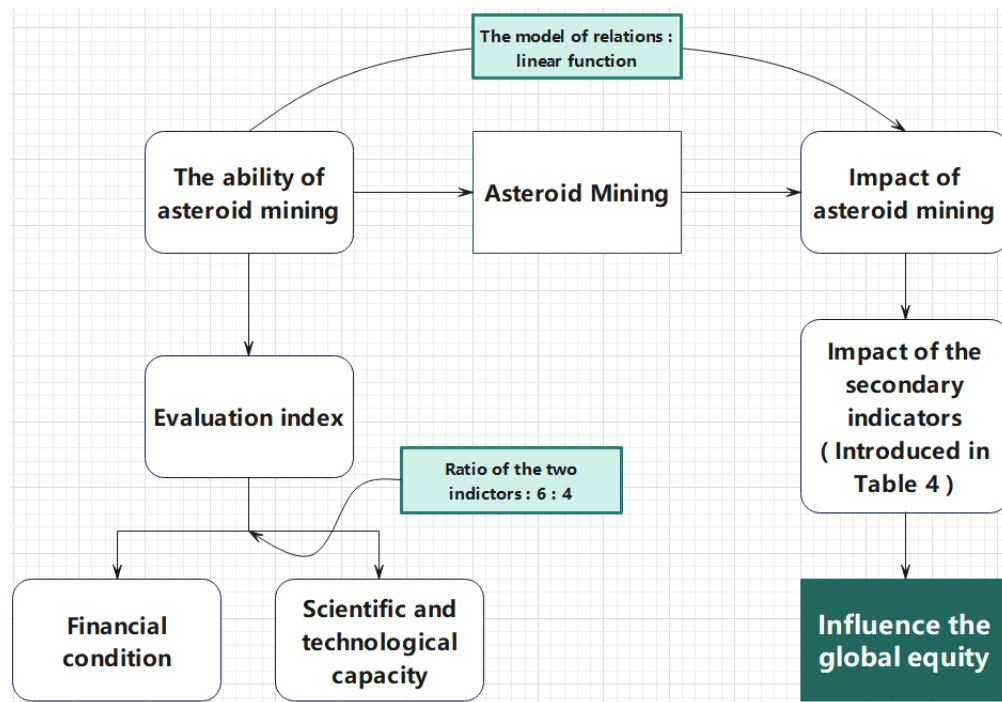 The model of relations :
linear function
The ability of
asteroid mining
Asteroid Mining
Impact of
asteroid mining
Evaluation index
Impact of the
secondary
indicators
( Introduced in
Table 4 )
Ratio of the two
indictors : 6 : 4
Financial
condition
Scientific and
technological
capacity
Influence the
global equity